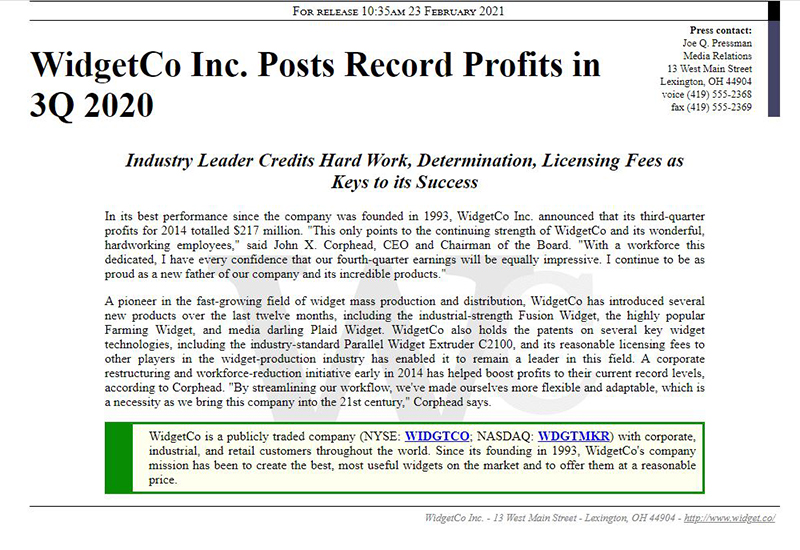 FOR RELEASE 10:35AM 23 FEBRUARY 2021
Press contact:
Joe Q. Pressman
Media Relations
13 West Main Street
Lexington, OH 44904
voice (419) 555-2368
fax (419) 555-2369
WidgetCo Inc. Posts Record Profits in
3Q 2020
Industry Leader Credits Hard Work, Determination, Licensing Fees as
Keys to its Success
In its best performance since the company was founded in 1993, WidgetCo Inc. announced that its third-quarter
profits for 2014 totalled $217 million. "This only points to the continuing strength of WidgetCo and its wonderful,
hardworking employees," said John X. Corphead, CEO and Chairman of the Board. "With a workforce this
dedicated, I have every confidence that our fourth-quarter earnings will be equally impressive. I continue to be as
proud as a new father of our company and its incredible products."
A pioneer in the fast-growing field of widget mass production and distribution, WidgetCo has introduced several
new products over the last twelve months, including the industrial-strength Fusion Widget, the highly popular
Farming Widget, and media darling Plaid Widget. WidgetCo also holds the patents on several key widget
technologies, including the industry-standard Parallel Widget Extruder C2100, and its reasonable licensing fees to
other players in the widget-production industry has enabled it to remain a leader in this field. A corporate
restructuring and workforce-reduction initiative early in 2014 has helped boost profits to their current record levels,
according to Corphead. "By streamlining our workflow, we've made ourselves more flexible and adaptable, which is
a necessity as we bring this company into the 21st century," Corphead says.
WC
WidgetCo is a publicly traded company (NYSE: WIDGTCO; NASDAQ: WDGTMKR) with corporate,
industrial, and retail customers throughout the world. Since its founding in 1993, WidgetCo's company
mission has been to create the best, most useful widgets on the market and to offer them at a reasonable
price.
WidgetCo Inc. - 13 West Main Street - Lexington, OH 44904 - http://www.widget.co/